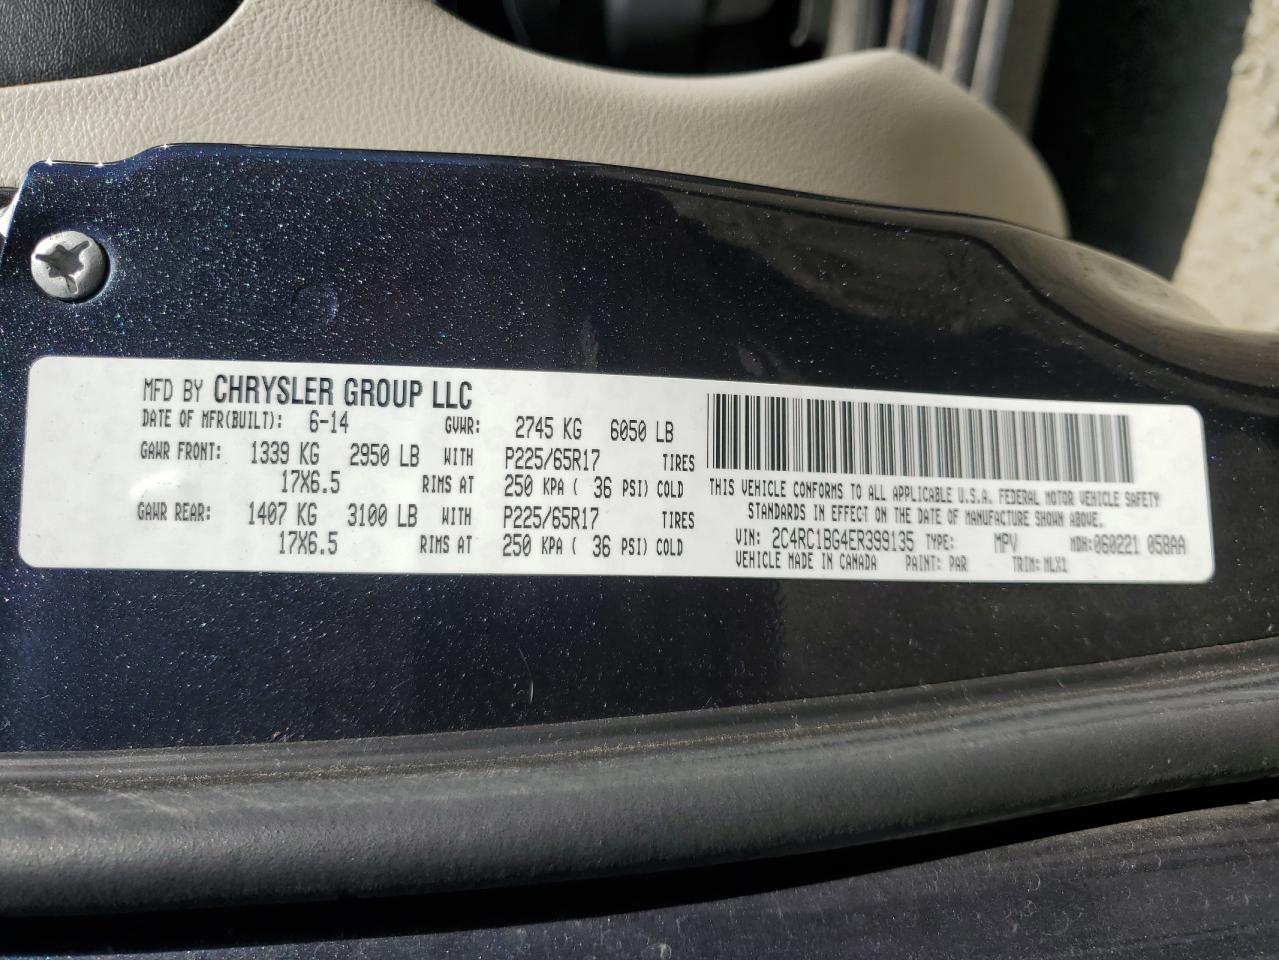 MFD BY CHRYSLER GROUP LLC
DATE OF MFR(BUILT): 6-14 GVWR: 2745 KG 6050 LB
GAWR FRONT: 1339 KG 2950 LB WITH P225/65R17 TIRES
17X6.5 RIMS AT 250 KPA ( 36 PSI) COLD
GAWR REAR: 1407 KG 3100 LB WITH P225/65R17 TIRES
17X6.5 RIMS AT 250 KPA ( 36 PSI) COLD
THIS VEHICLE CONFORMS TO ALL APPLICABLE U.S.A. FEDERAL MOTOR VEHICLE SAFETY
STANDARDS IN EFFECT ON THE DATE OF MANUFACTURE SHOWN ABOVE.
VIN: 2C4RC1BG4ER399135 TYPE: MPV MDH:060221 058AA
VEHICLE MADE IN CANADA PAINT: PAR TRIM: MLX1